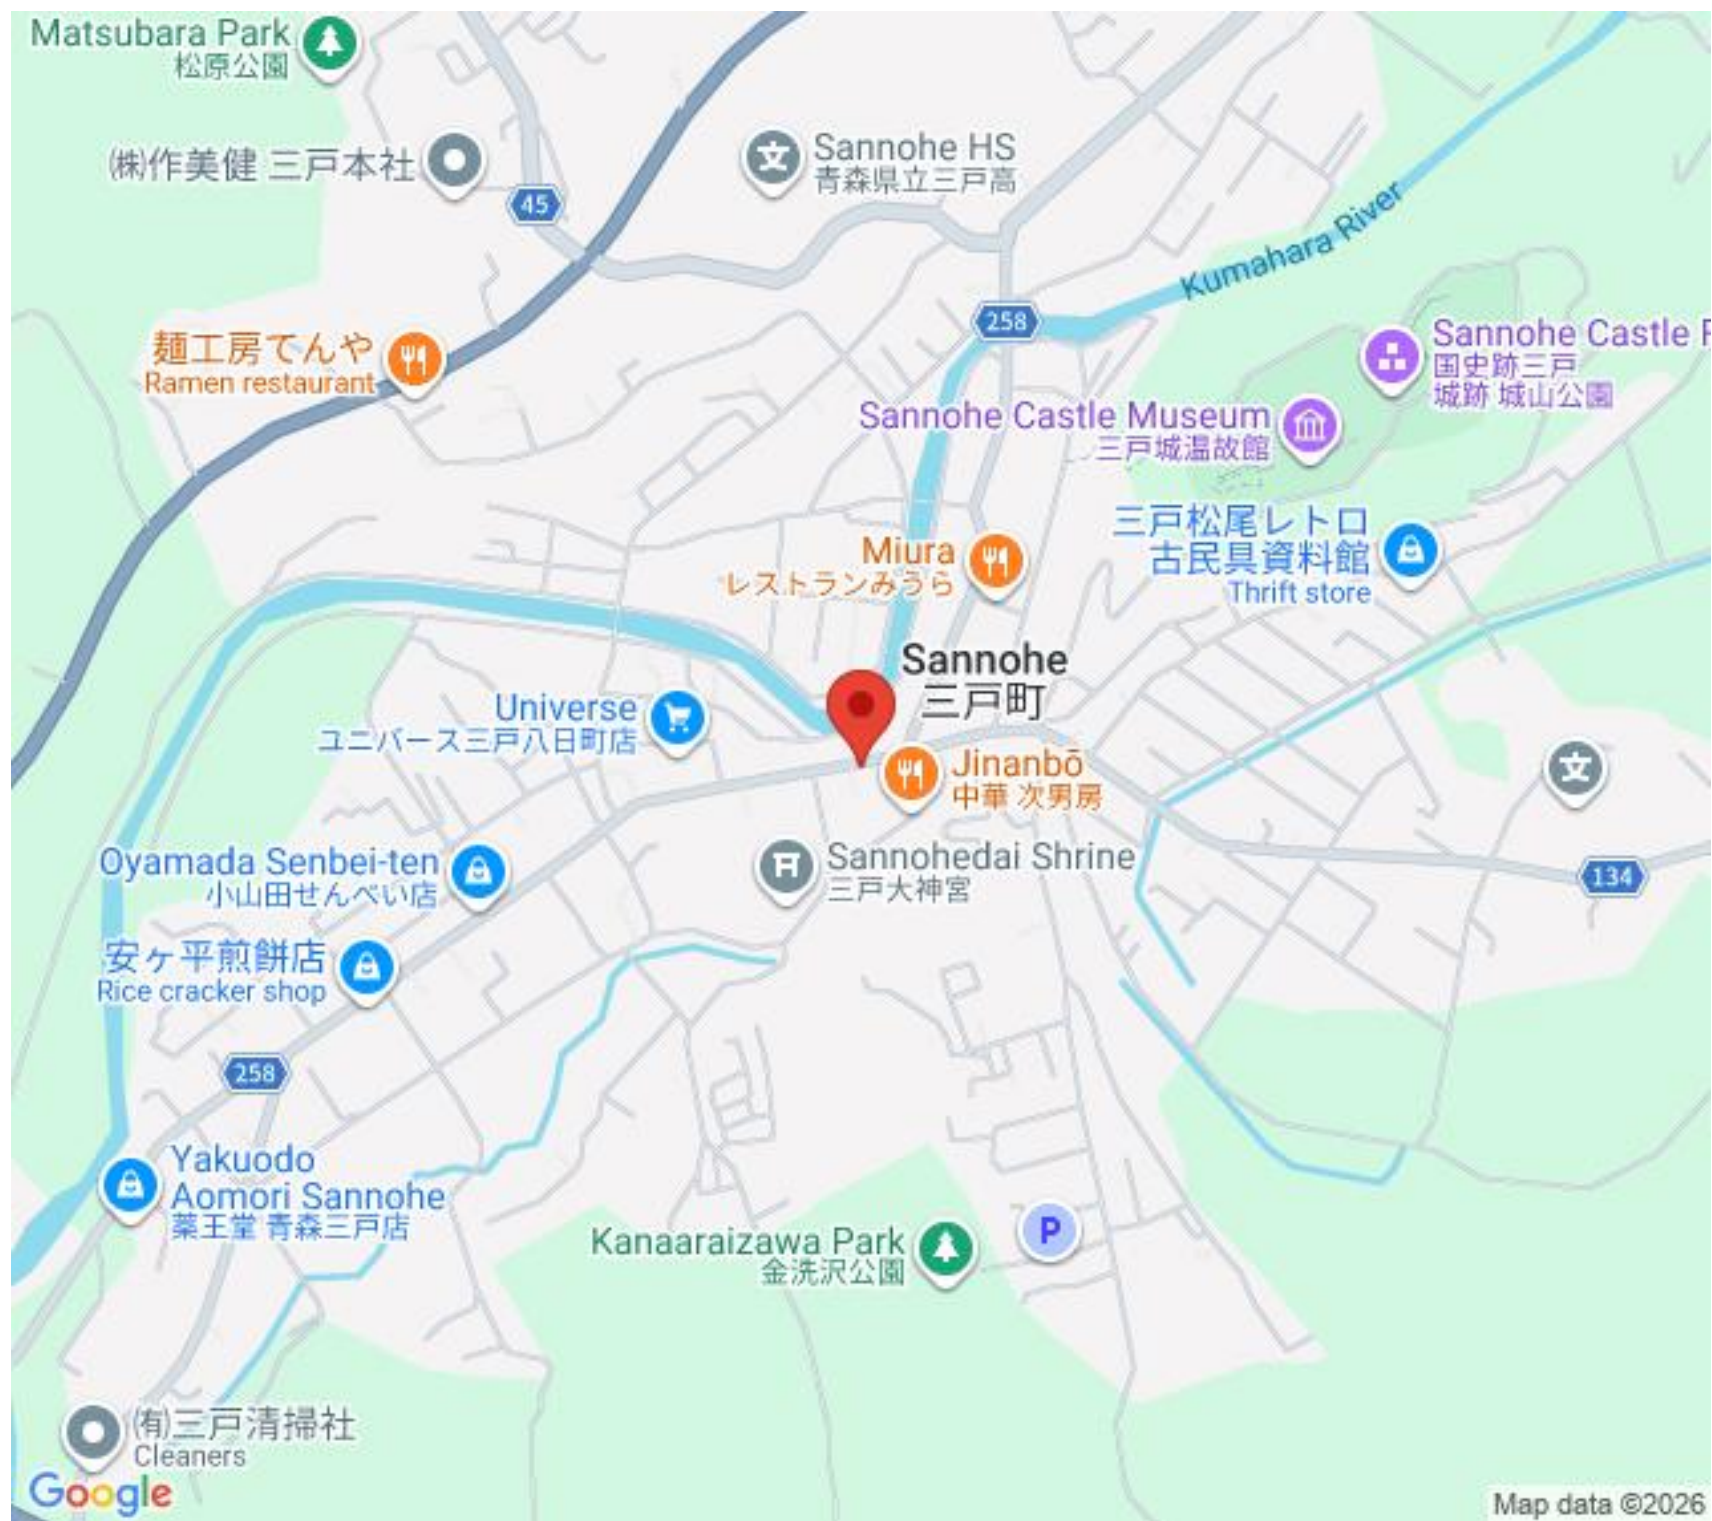 Matsubara Park
松原公園
㈱作美健 三戸本社
45
Sannohe HS
青森県立三戸高
Kumahara River
258
麺工房てんや
Ramen restaurant
Sannohe Castle R
国史跡三戸
城跡 城山公園
Sannohe Castle Museum
三戸城温故館
三戸松尾レトロ
古民具資料館
Thrift store
Miura
レストランみうら
Sannohe
三戸町
Universe
ユニバース三戸八日町店
Jinanbō
中華 次男房
Oyamada Senbei-ten
小山田せんべい店
Sannohedai Shrine
三戸大神宮
134
安ヶ平煎餅店
Rice cracker shop
258
Yakuodo
Aomori Sannohe
薬王堂 青森三戸店
Kanaaraizawa Park
金洗沢公園
P
㈲三戸清掃社
Cleaners
Google
Map data ©2026